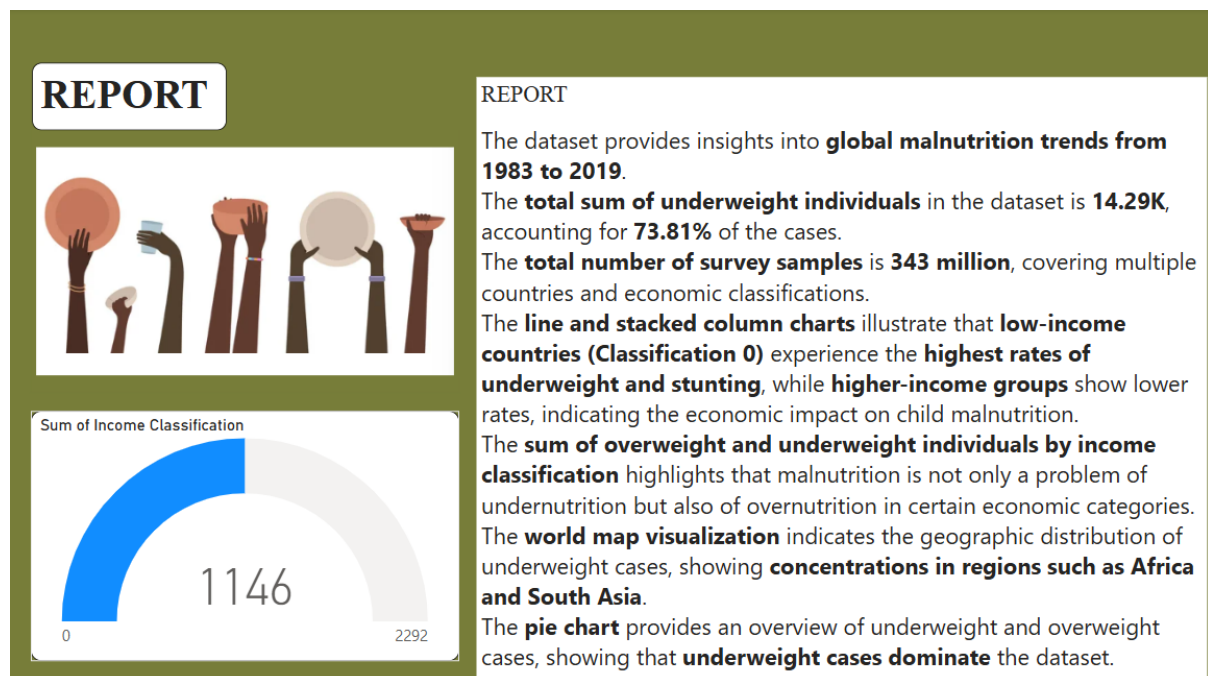 REPORT
Sum of Income Classification
1146
0
2292
REPORT
The dataset provides insights into global malnutrition trends from
1983 to 2019.
The total sum of underweight individuals in the dataset is 14.29K,
accounting for 73.81% of the cases.
The total number of survey samples is 343 million, covering multiple
countries and economic classifications.
The line and stacked column charts illustrate that low-income
countries (Classification 0) experience the highest rates of
underweight and stunting, while higher-income groups show lower
rates, indicating the economic impact on child malnutrition.
The sum of overweight and underweight individuals by income
classification highlights that malnutrition is not only a problem of
undernutrition but also of overnutrition in certain economic categories.
The world map visualization indicates the geographic distribution of
underweight cases, showing concentrations in regions such as Africa
and South Asia.
The pie chart provides an overview of underweight and overweight
cases, showing that underweight cases dominate the dataset.